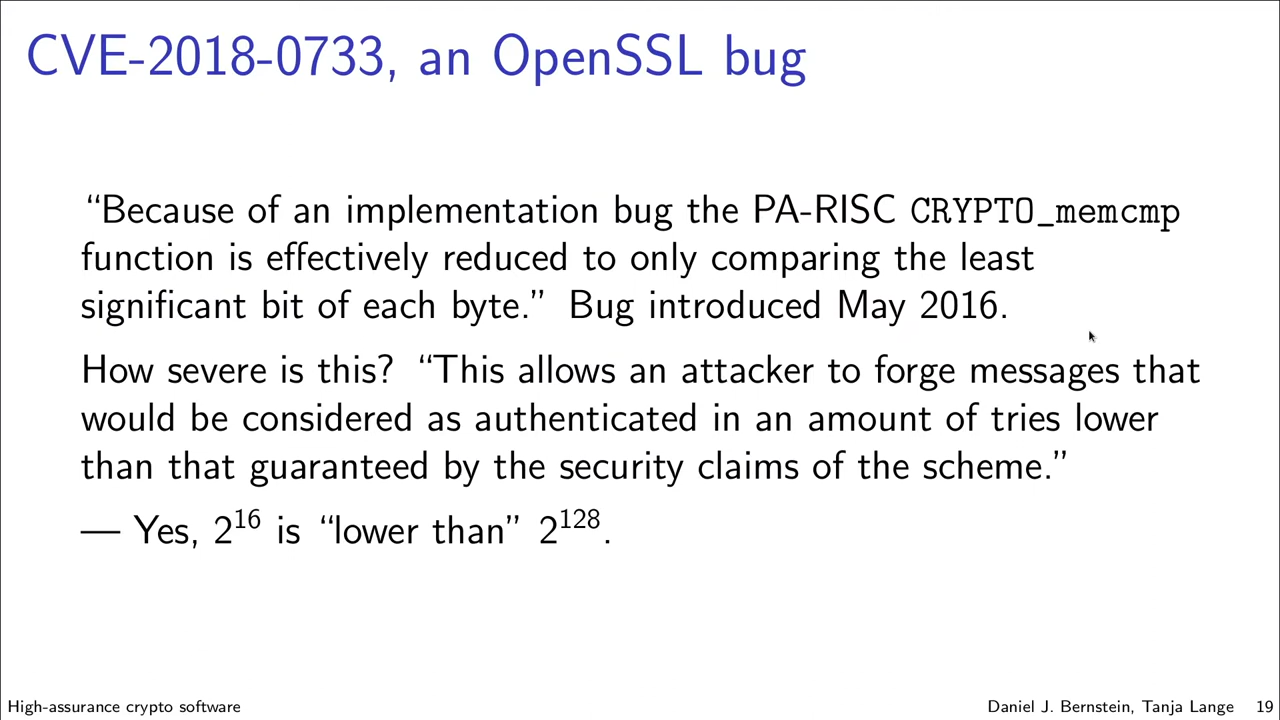 CVE-2018-0733, an OpenSSL bug
“Because of an implementation bug the PA-RISC CRYPTO_memcmp
function is effectively reduced to only comparing the least
significant bit of each byte.” Bug introduced May 2016.
How severe is this? “This allows an attacker to forge messages that
would be considered as authenticated in an amount of tries lower
than that guaranteed by the security claims of the scheme.”
— Yes, 2¹⁶ is “lower than” 2¹²⁸.
High-assurance crypto software
Daniel J. Bernstein, Tanja Lange 19